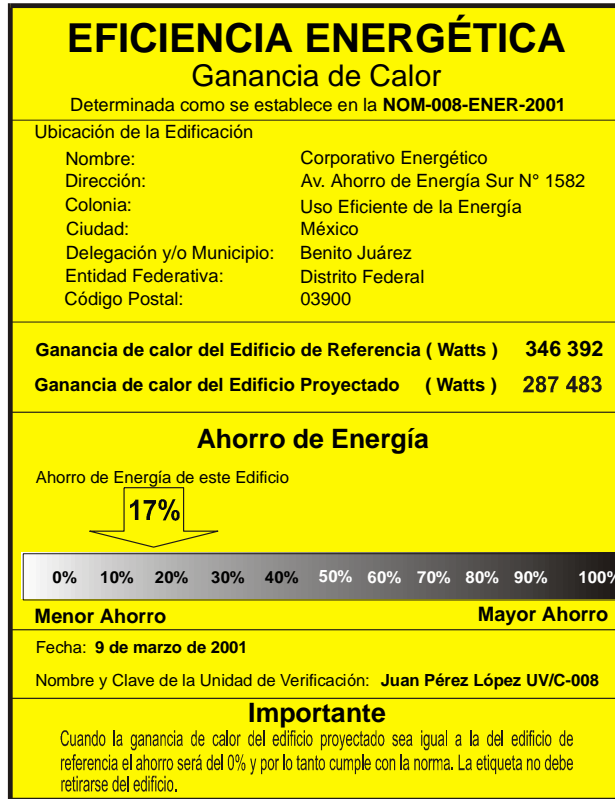 EFICIENCIA ENERGÉTICA
Ganancia de Calor
Determinada como se establece en la NOM-008-ENER-2001
Ubicación de la Edificación
Nombre: Corporativo Energético
Dirección: Av. Ahorro de Energía Sur N° 1582
Colonia: Uso Eficiente de la Energía
Ciudad: México
Delegación y/o Municipio: Benito Juárez
Entidad Federativa: Distrito Federal
Código Postal: 03900
Ganancia de calor del Edificio de Referencia ( Watts ) 346 392
Ganancia de calor del Edificio Proyectado ( Watts ) 287 483
Ahorro de Energía
Ahorro de Energía de este Edificio
17%
0% 10% 20% 30% 40% 50% 60% 70% 80% 90% 100%
Menor Ahorro Mayor Ahorro
Fecha: 9 de marzo de 2001
Nombre y Clave de la Unidad de Verificación: Juan Pérez López UV/C-008
Importante
Cuando la ganancia de calor del edificio proyectado sea igual a la del edificio de
referencia el ahorro será del 0% y por lo tanto cumple con la norma. La etiqueta no debe
retirarse del edificio.